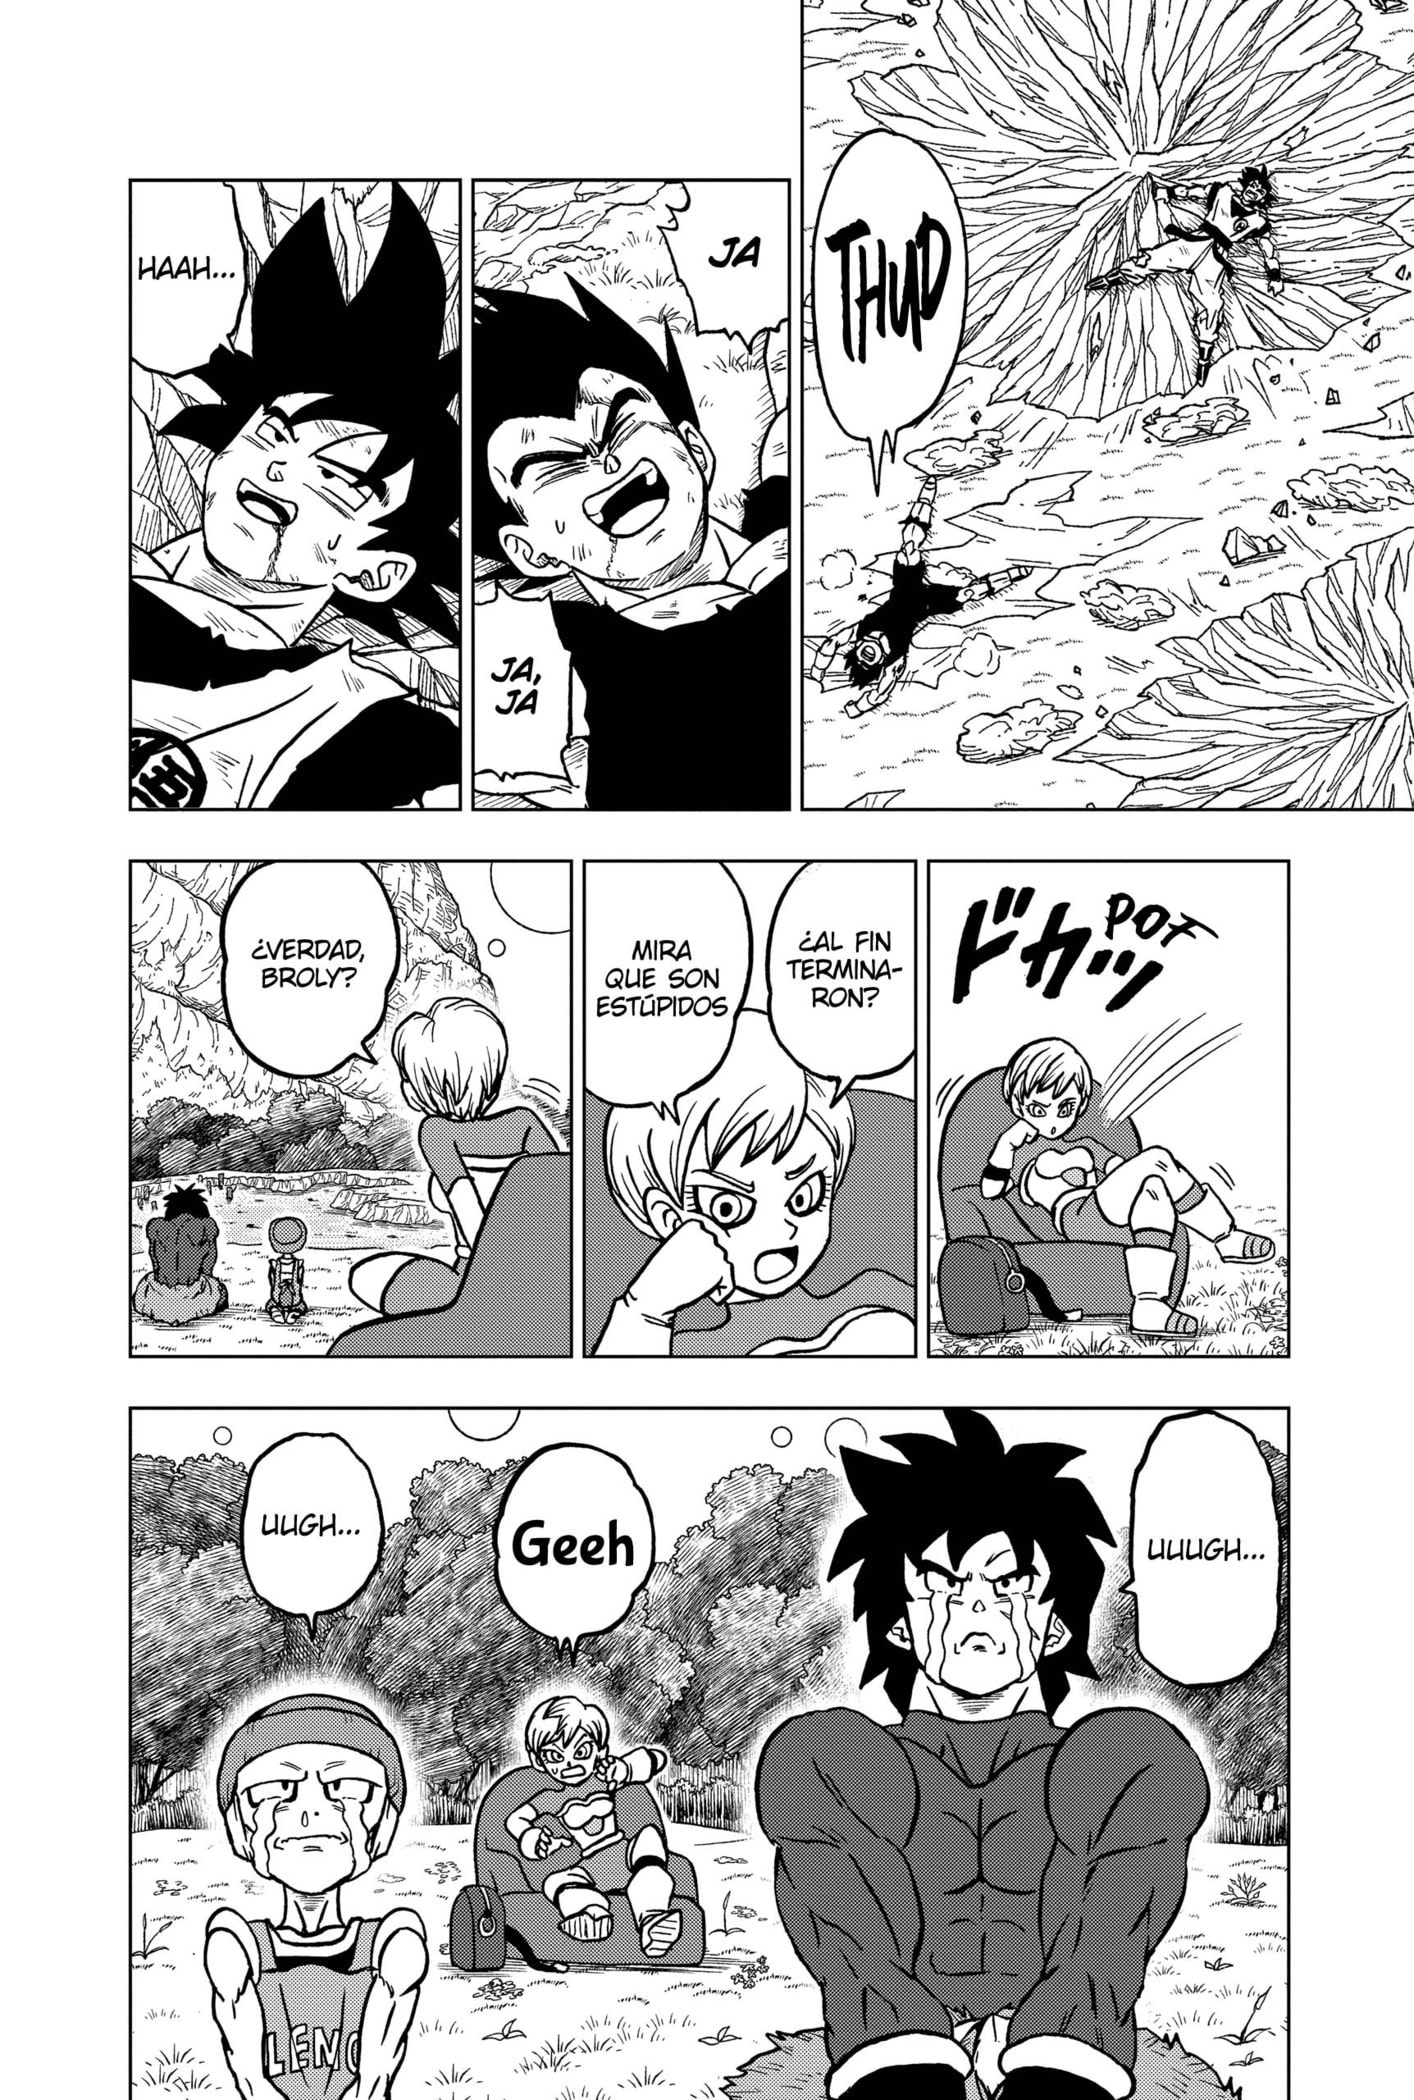 THUD
JA
JA,
JA
HAAH...
ドカッ
POF
¿AL FIN
TERMINA-
RON?
MIRA
QUE SON
ESTÚPIDOS
¿VERDAD,
BROLY?
UUUGH...
Geeh
UUGH...
LEMO